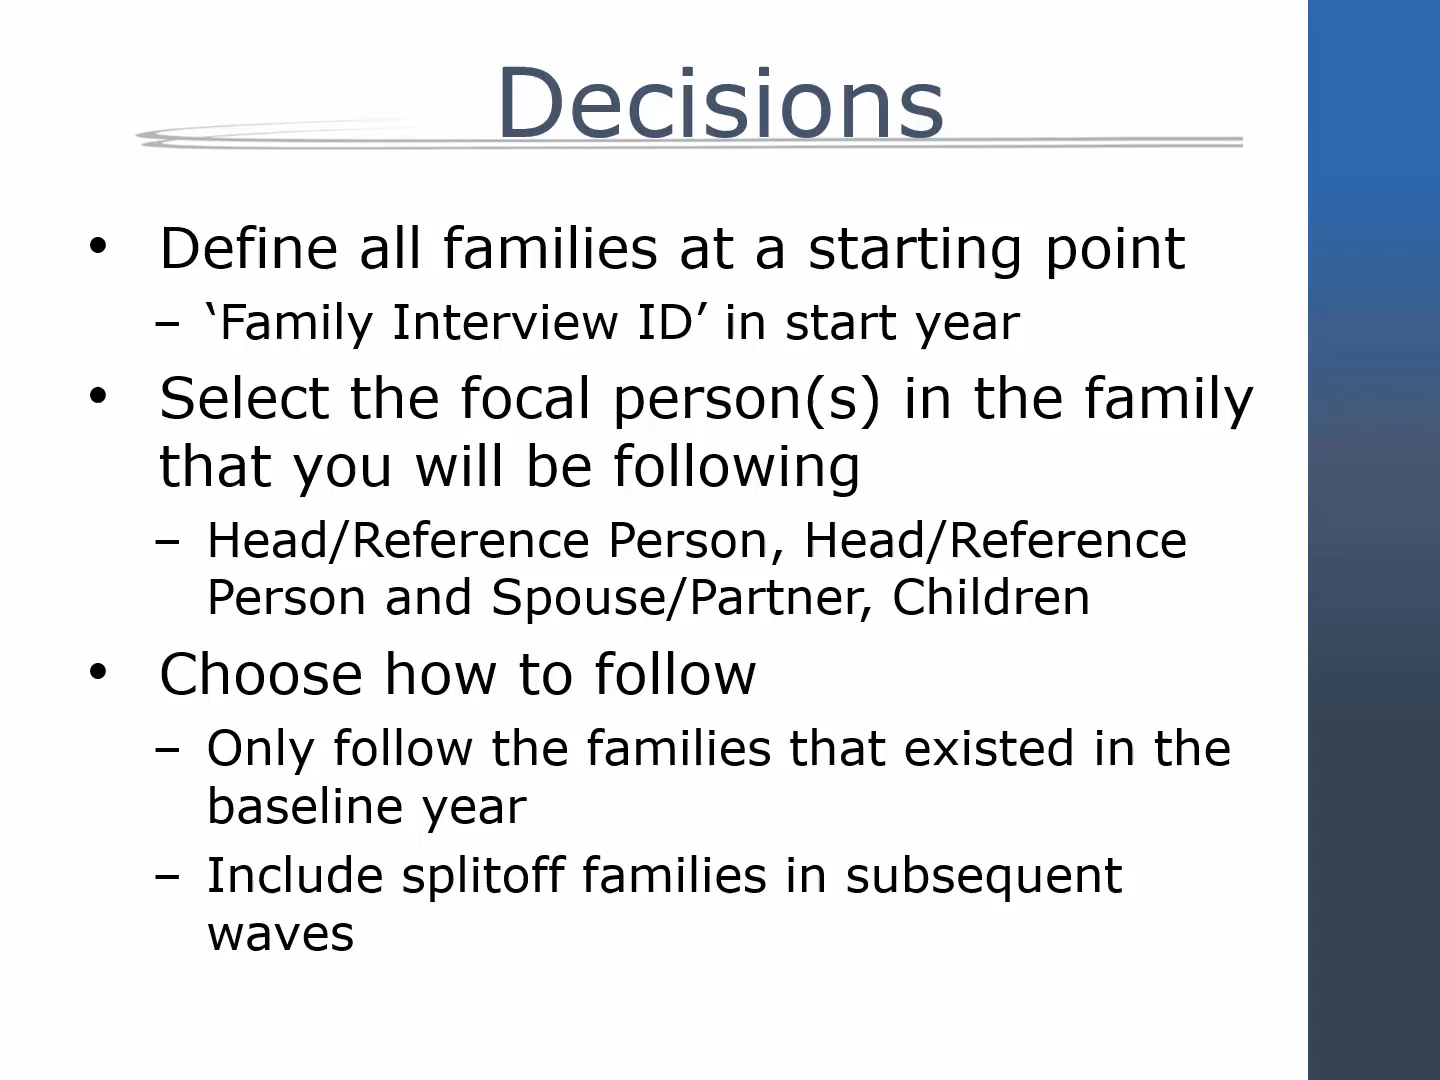 Decisions
• Define all families at a starting point
– ‘Family Interview ID’ in start year
• Select the focal person(s) in the family
that you will be following
– Head/Reference Person, Head/Reference
Person and Spouse/Partner, Children
• Choose how to follow
– Only follow the families that existed in the
baseline year
– Include splitoff families in subsequent
waves